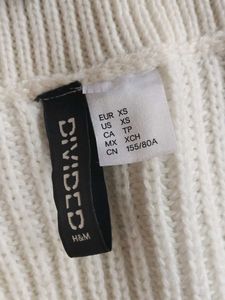 DIVIDED
H&M
EUR XS
US XS
CA TP
MX XCH
CN 155/80A